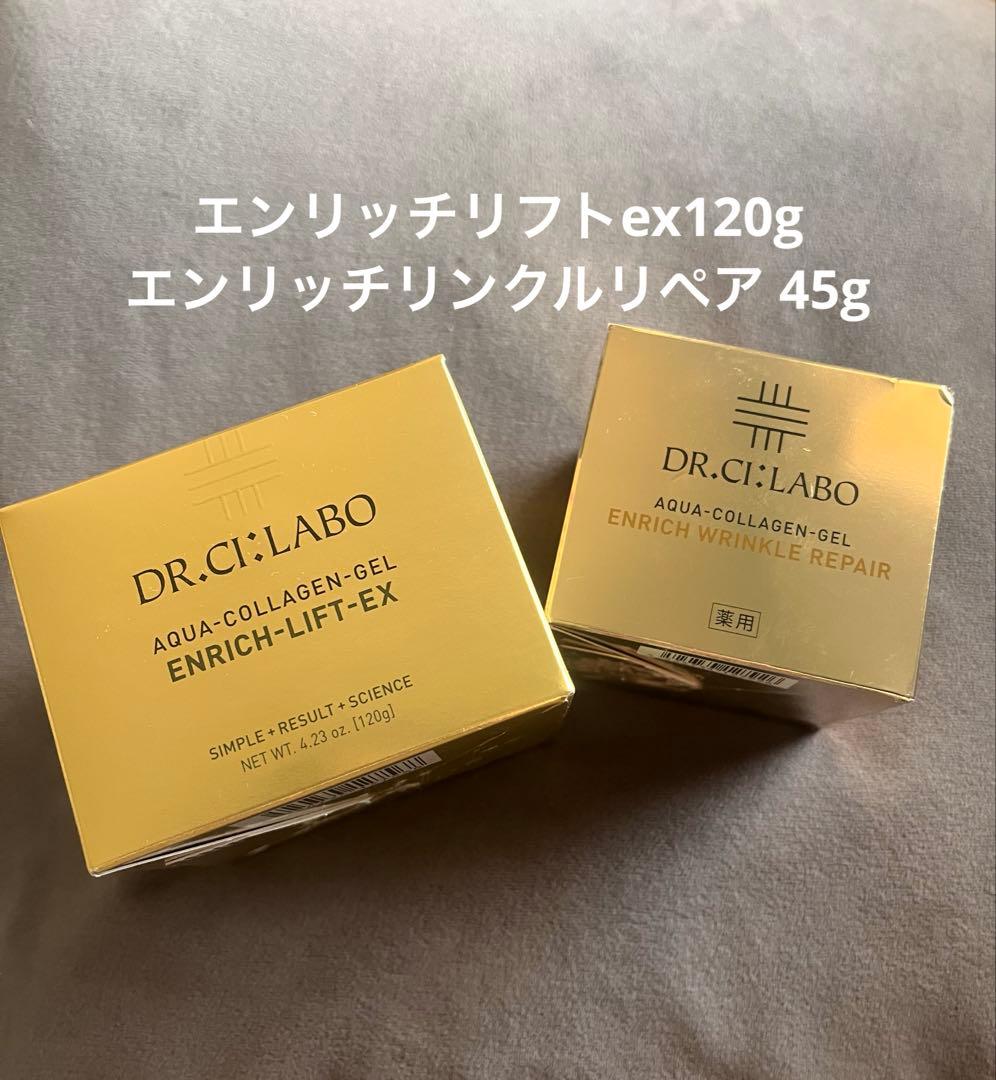 エンリッチリフトex120g
エンリッチリンクルリペア 45g
DR.CI:LABO
AQUA-COLLAGEN-GEL
ENRICH-LIFT-EX
SIMPLE+RESULT+SCIENCE
NET WT. 4.23 oz. [120g]
DR.CI:LABO
AQUA-COLLAGEN-GEL
ENRICH WRINKLE REPAIR
薬用